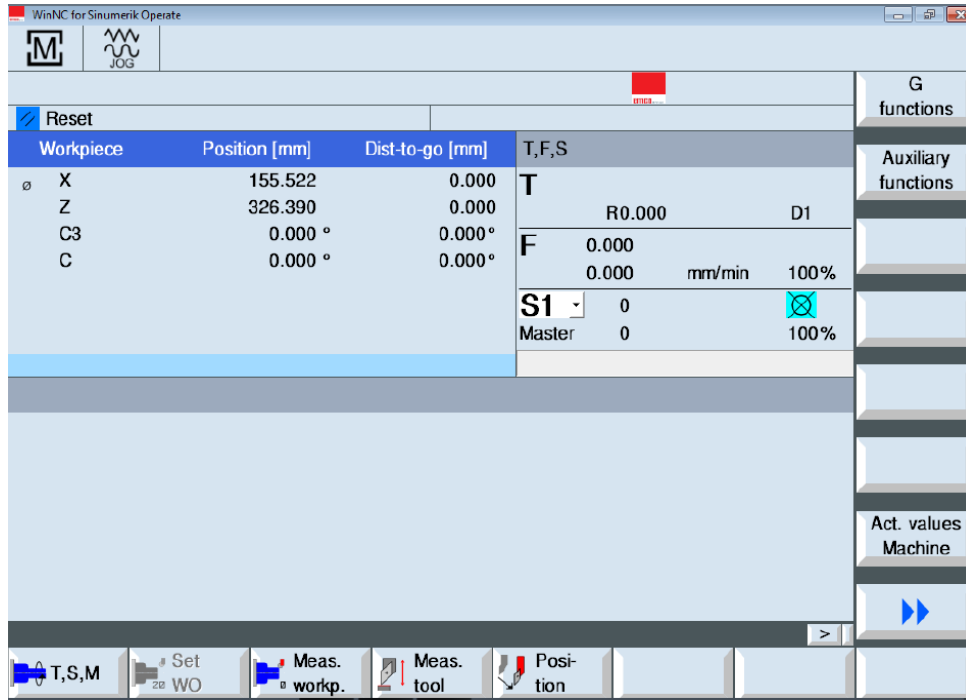 WinNC for Sinumerik Operate
M
JOG
emco
Reset
Workpiece Position [mm] Dist-to-go [mm]
ø X 155.522 0.000
Z 326.390 0.000
C3 0.000 º 0.000º
C 0.000 º 0.000º
T,F,S
T
R0.000 D1
F 0.000
0.000 mm/min 100%
S1 0
Master 0 100%
G
functions
Auxiliary
functions
Act. values
Machine
>
T,S,M
Set
WO
Meas.
workp.
Meas.
tool
Posi-
tion